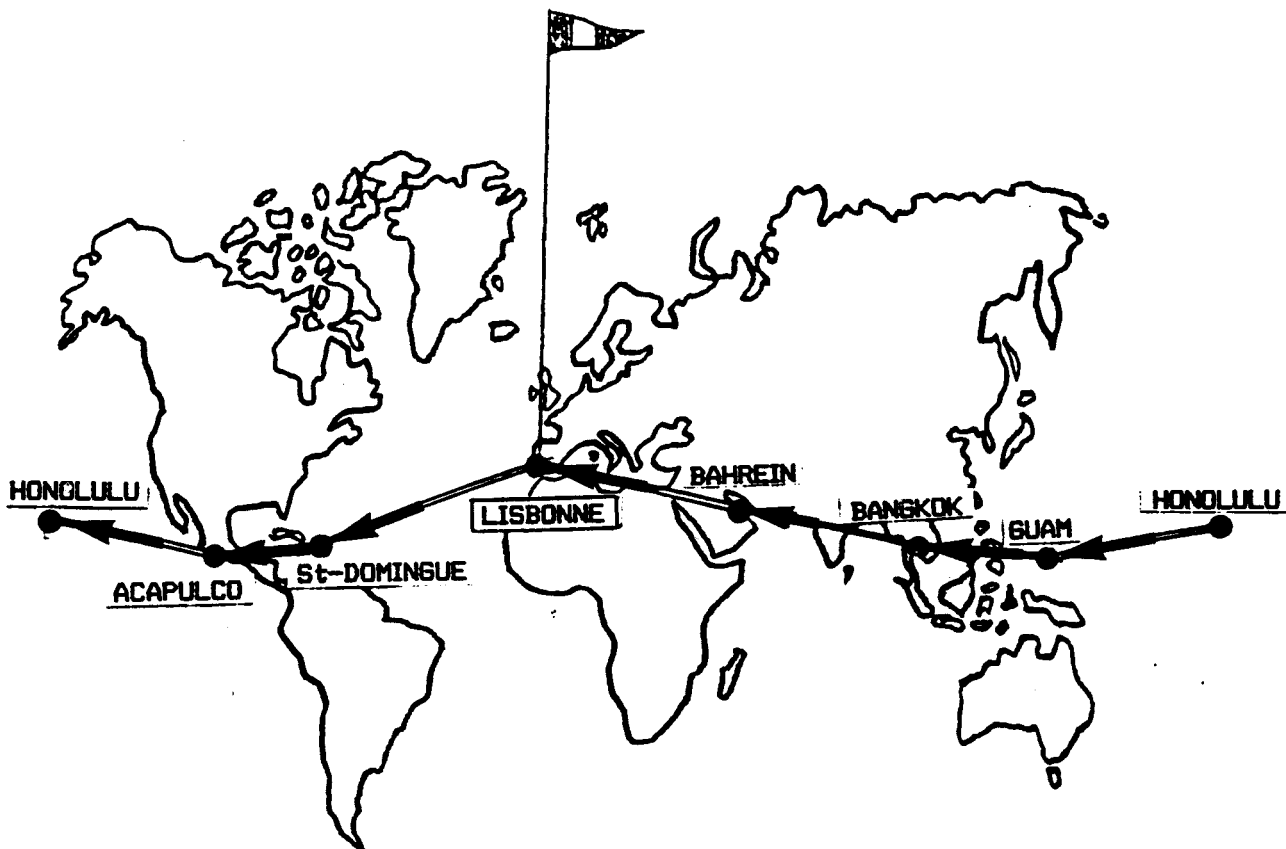 HONOLULU
ACAPULCO
St-DOMINGUE
LISBONNE
BAHREIN
BANGKOK
GUAM
HONOLULU